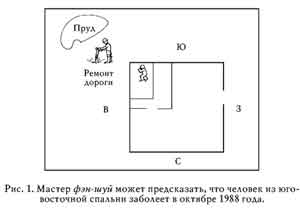 Пруд
Ремонт
дороги
Ю
В
З
С
Рис. 1. Мастер фэн-шуй может предсказать, что человек из юго-
восточной спальни заболеет в октябре 1988 года.